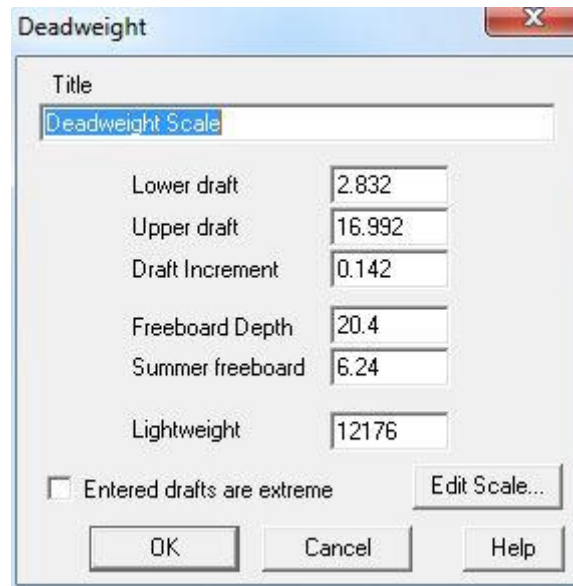 Deadweight
Title
Deadweight Scale
Lower draft 2.832
Upper draft 16.992
Draft Increment 0.142
Freeboard Depth 20.4
Summer freeboard 6.24
Lightweight 12176
Entered drafts are extreme Edit Scale...
OK Cancel Help